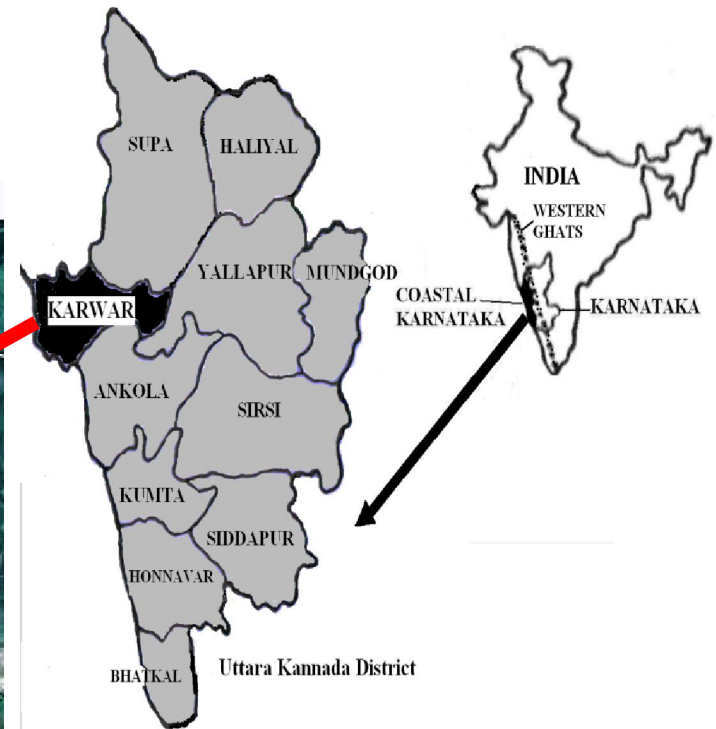 SUPA
HALIYAL
YALLAPUR
MUNDGOD
KARWAR
ANKOLA
SIRSI
KUMTA
SIDDAPUR
HONNAVAR
BHATKAL
Uttara Kannada District
INDIA
WESTERN
GHATS
COASTAL
KARNATAKA
KARNATAKA